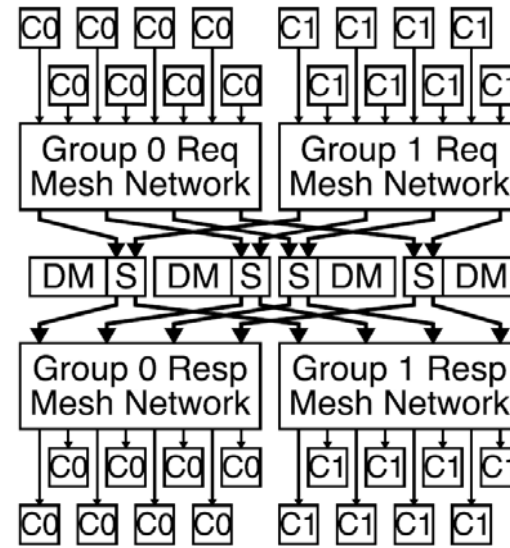 C0 C0 C0 C0 C1 C1 C1 C1
C0 C0 C0 C0 C1 C1 C1
Group 0 Req Group 1 Req
Mesh Network Mesh Network
DM S DM S S DM S DM
Group 0 Resp Group 1 Resp
Mesh Network Mesh Network
C0 C0 C0 C0 C1 C1 C1
C0 C0 C0 C0 C1 C1 C1 C1